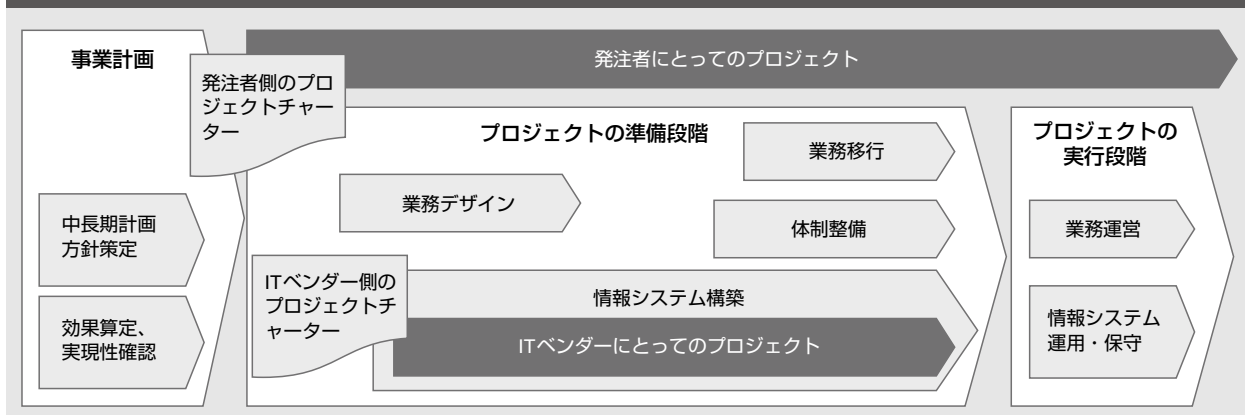 事業計画
発注者にとってのプロジェクト
発注者側のプロ
ジェクトチャー
ター
プロジェクトの準備段階
業務移行
プロジェクトの
実行段階
業務デザイン
中長期計画
方針策定
体制整備
業務運営
ITベンダー側の
プロジェクトチ
ャーター
情報システム構築
効果算定、
実現性確認
ITベンダーにとってのプロジェクト
情報システム
運用・保守